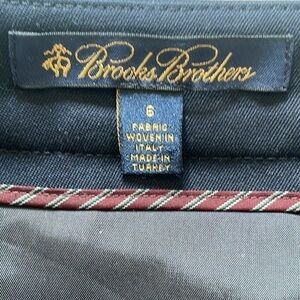 Brooks Brothers
6
FABRIC
WOVEN IN
ITALY
MADE IN
TURKEY